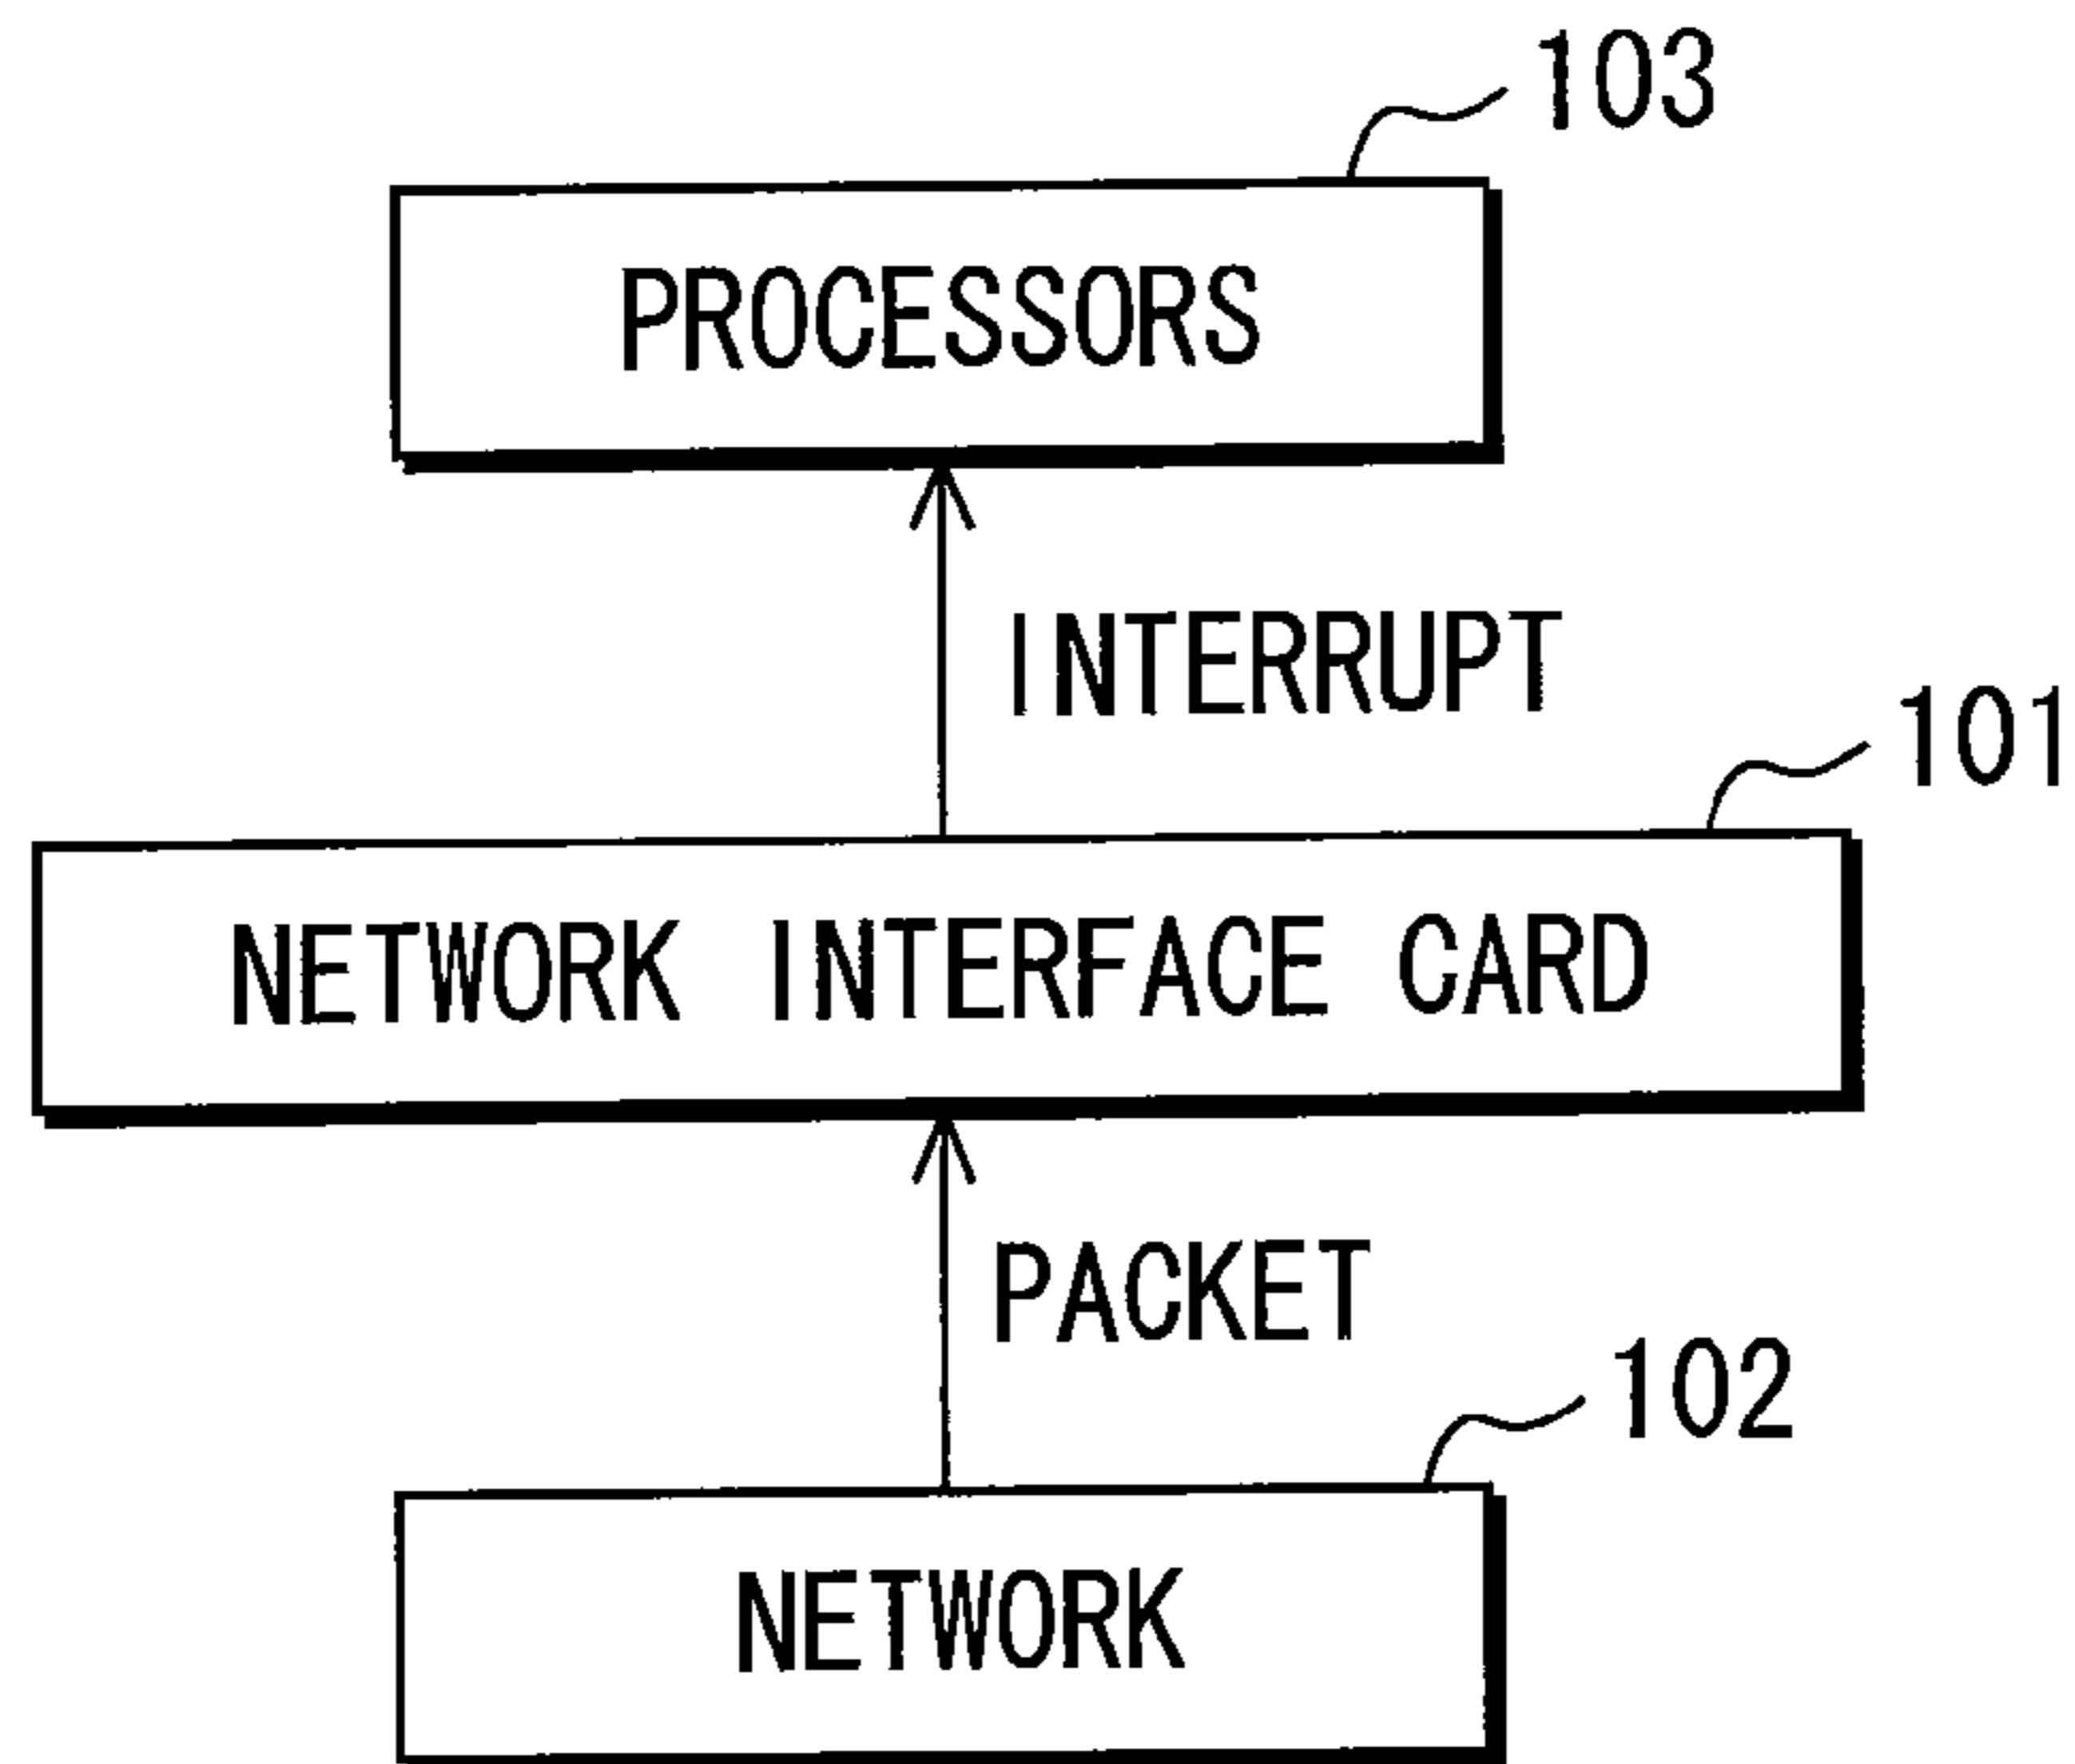 103
PROCESSORS
INTERRUPT
101
NETWORK INTERFACE CARD
PACKET
102
NETWORK